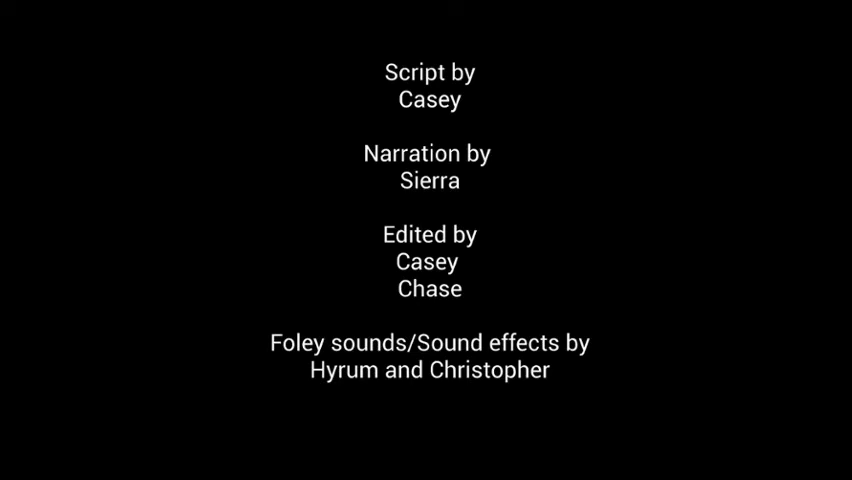 Script by
Casey
Narration by
Sierra
Edited by
Casey
Chase
Foley sounds/Sound effects by
Hyrum and Christopher